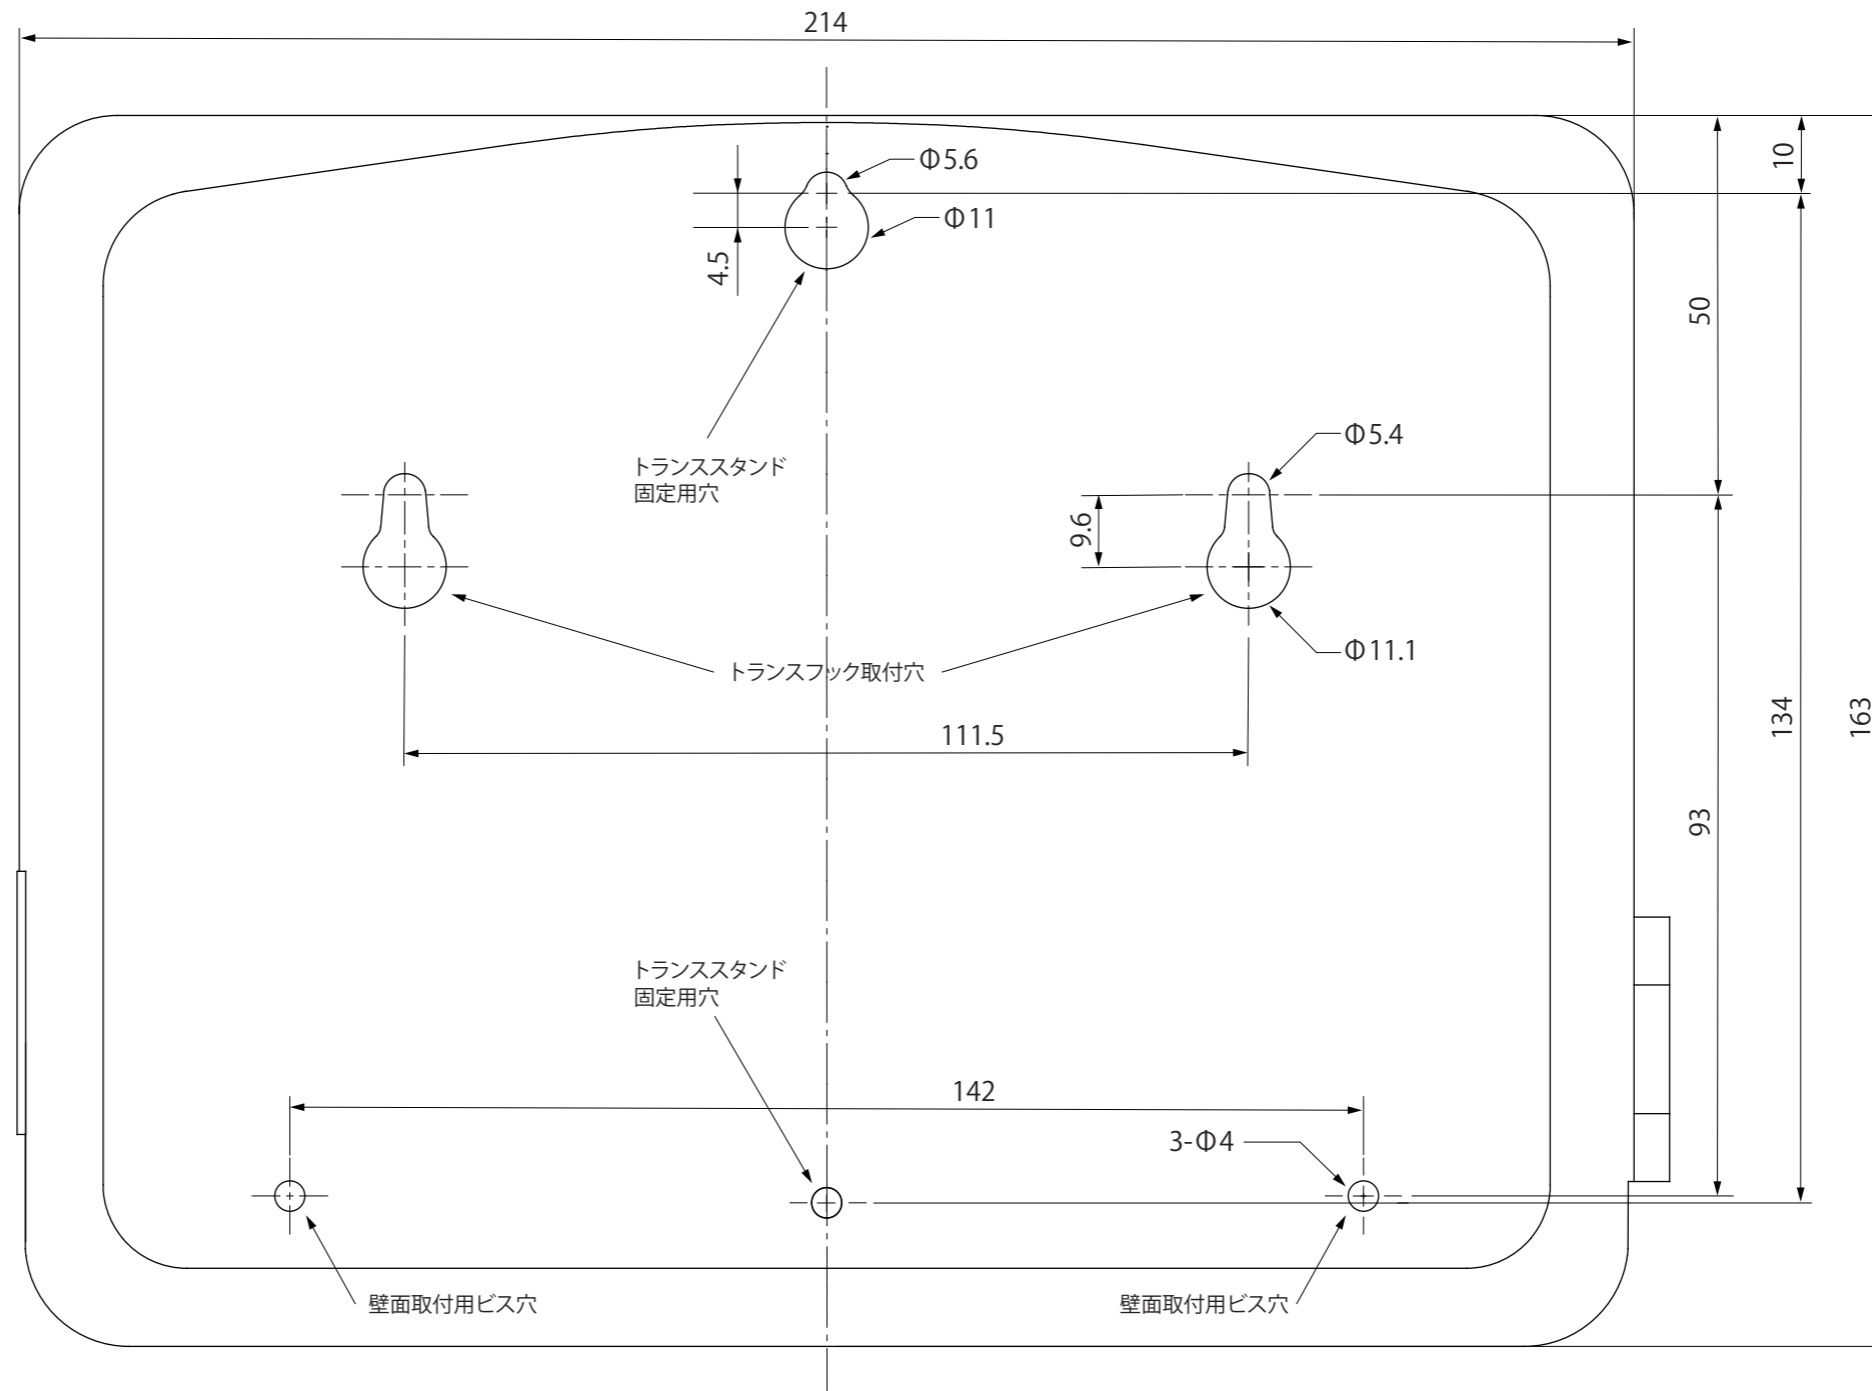 214
10
Φ5.6
Φ11
4.5
50
Φ5.4
トランススタンド
固定用穴
9.6
Φ11.1
トランスフック取付穴
111.5
134
163
93
トランススタンド
固定用穴
142
3-Φ4
壁面取付用ビス穴
壁面取付用ビス穴